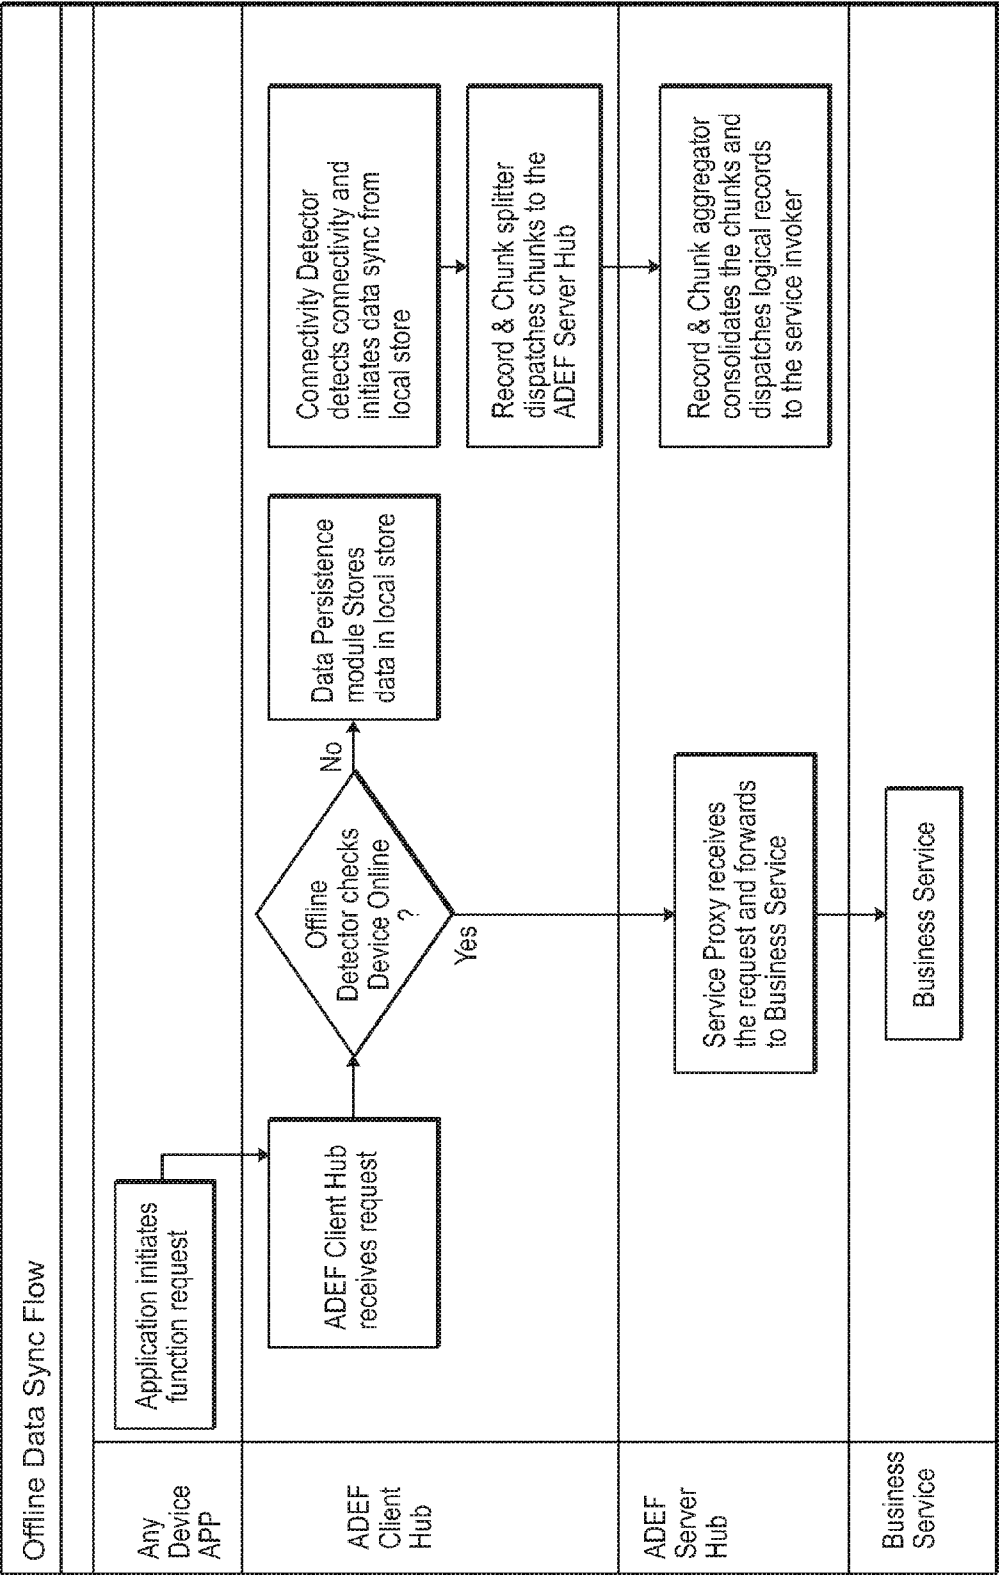 Offline Data Sync Flow
Any
Device
APP
Application initiates
function request
ADEF
Client
Hub
ADEF Client Hub
receives request
Offline
Detector checks
Device Online
?
No
Yes
Data Persistence
module Stores
data in local store
Connectivity Detector
detects connectivity and
initiates data sync from
local store
Record & Chunk splitter
dispatches chunks to the
ADEF Server Hub
ADEF
Server
Hub
Service Proxy receives
the request and forwards
to Business Service
Record & Chunk aggregator
consolidates the chunks and
dispatches logical records
to the service invoker
Business
Service
Business Service